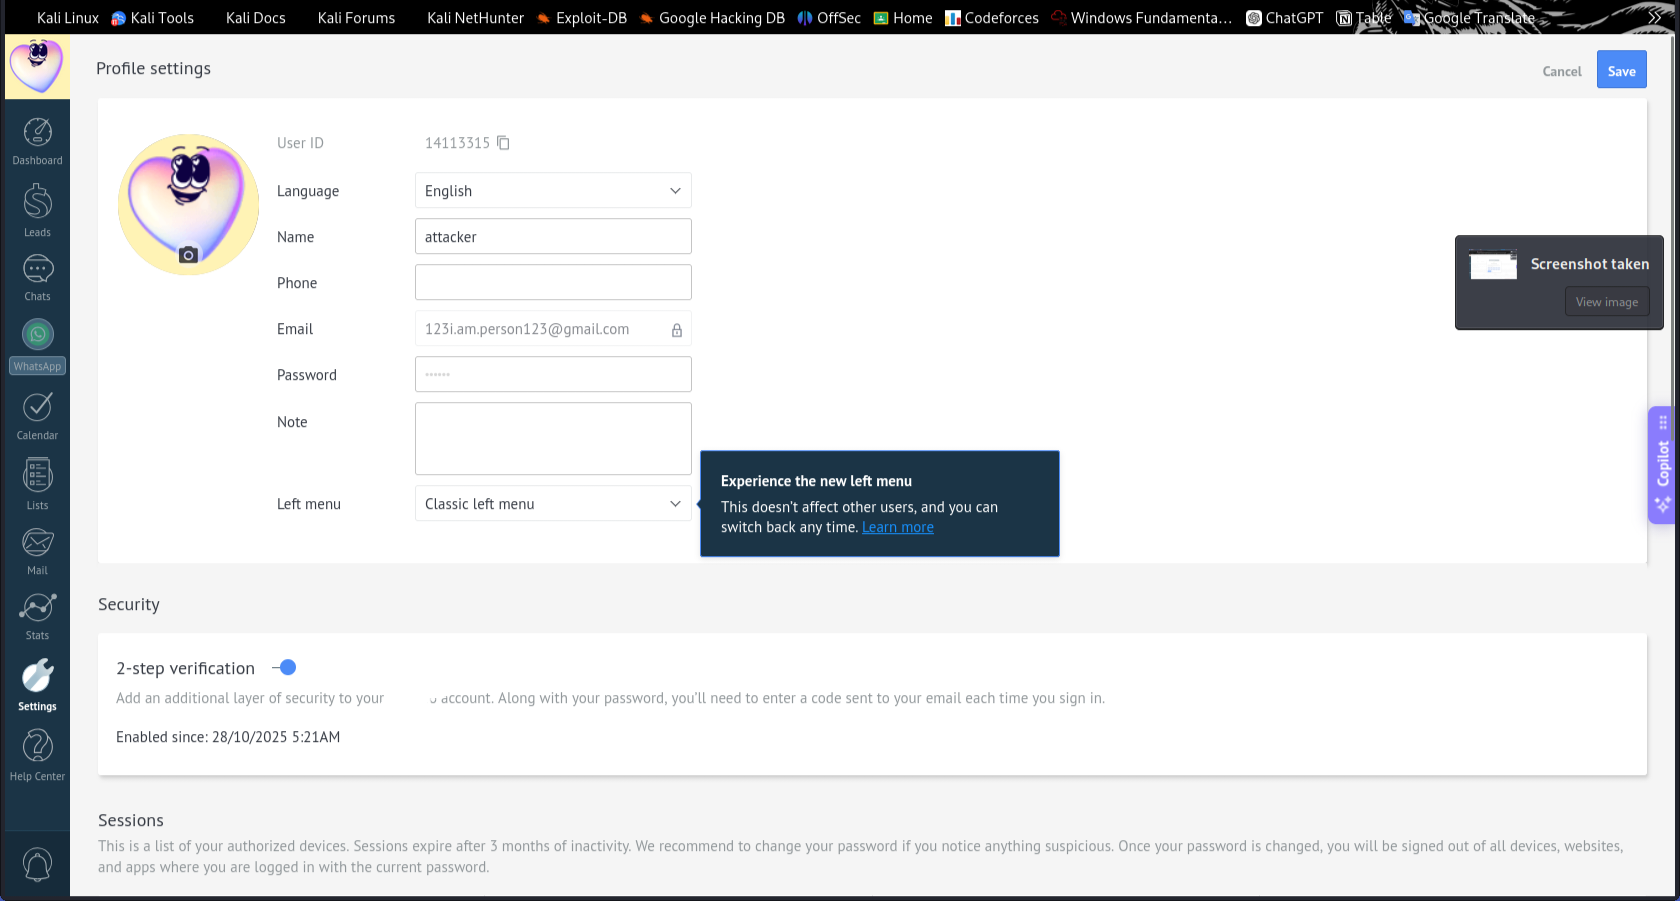 Kali Linux Kali Tools Kali Docs Kali Forums Kali NetHunter Exploit-DB Google Hacking DB OffSec Home Codeforces Windows Fundamenta… ChatGPT Table Google Translate
Profile settings
Cancel
Save
Dashboard
Leads
Chats
WhatsApp
Calendar
Lists
Mail
Stats
Settings
Help Center
User ID 14113315
Language English
Name attacker
Phone
Email 123i.am.person123@gmail.com
Password ••••••
Note
Left menu Classic left menu
Experience the new left menu
This doesn't affect other users, and you can
switch back any time. Learn more
Screenshot taken
View image
Copilot
Security
2-step verification
Add an additional layer of security to your account. Along with your password, you'll need to enter a code sent to your email each time you sign in.
Enabled since: 28/10/2025 5:21AM
Sessions
This is a list of your authorized devices. Sessions expire after 3 months of inactivity. We recommend to change your password if you notice anything suspicious. Once your password is changed, you will be signed out of all devices, websites,
and apps where you are logged in with the current password.